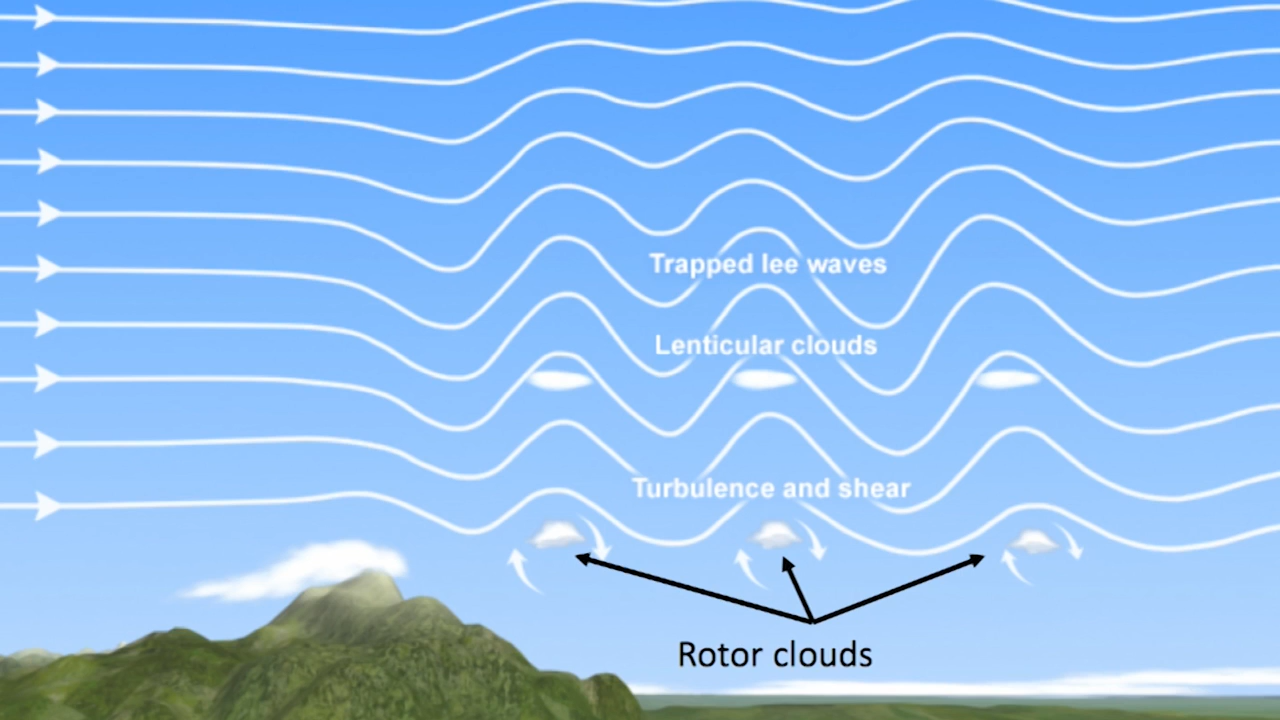 Trapped lee waves
Lenticular clouds
Turbulence and shear
Rotor clouds